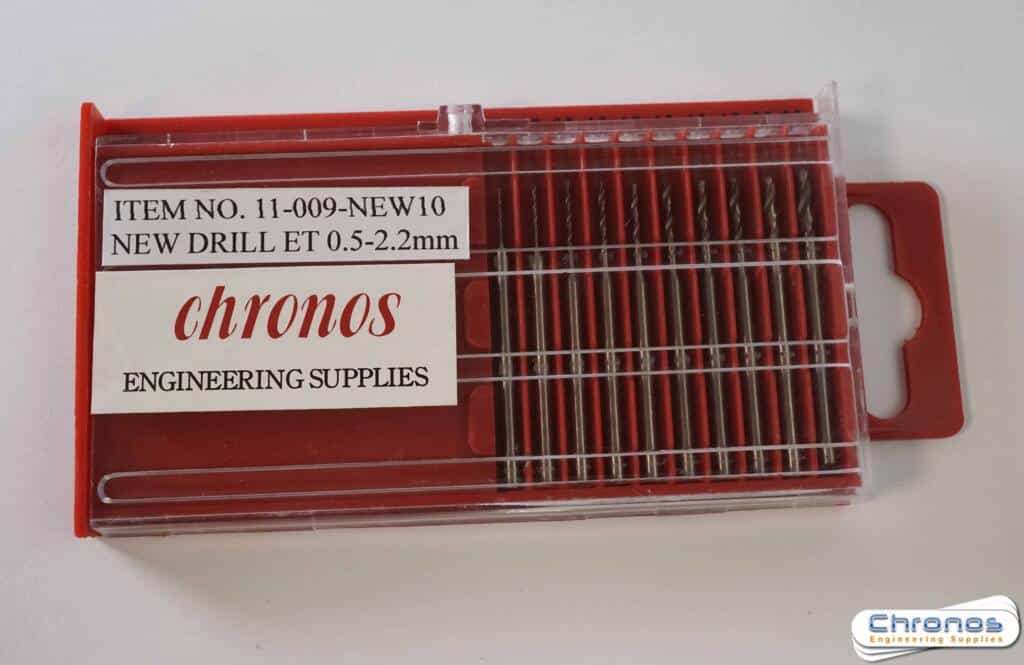 ITEM NO. 11-009-NEW10
NEW DRILL ET 0.5-2.2mm
chronos
ENGINEERING SUPPLIES
Chronos
Engineering Supplies